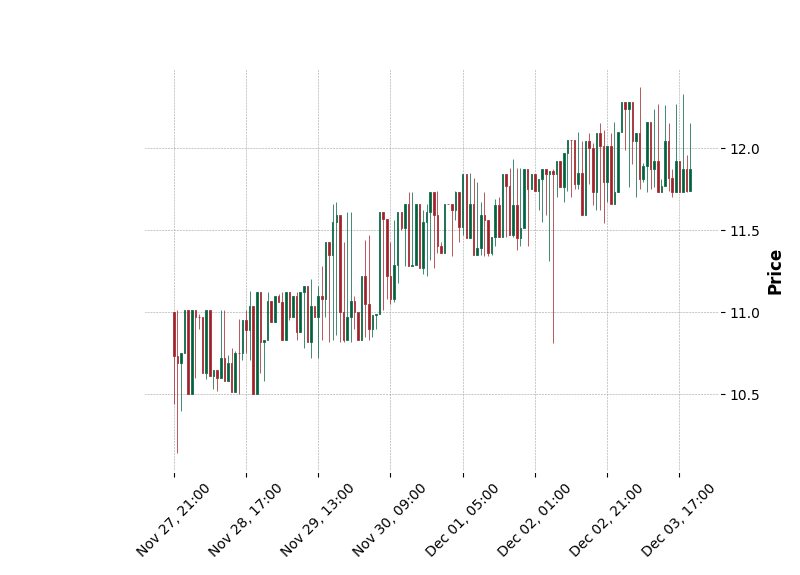 12.0
11.5
11.0
10.5
Price
Nov 27, 21:00
Nov 28, 17:00
Nov 29, 13:00
Nov 30, 09:00
Dec 01, 05:00
Dec 02, 01:00
Dec 02, 21:00
Dec 03, 17:00